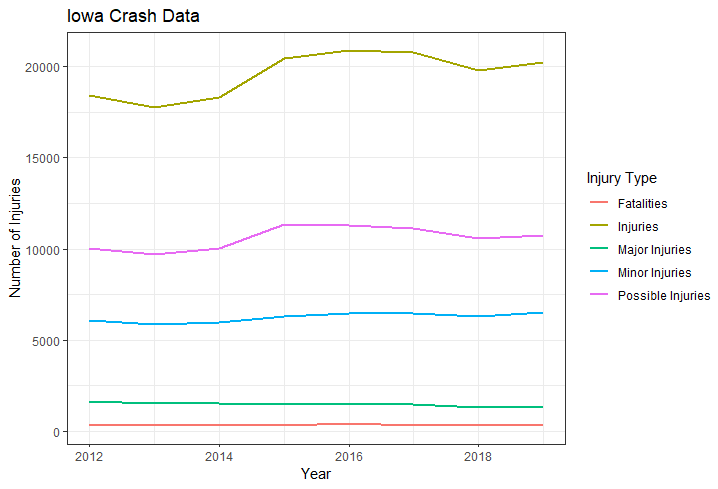 Iowa Crash Data
20000
15000
10000
5000
0
Number of Injuries
2012 2014 2016 2018
Year
Injury Type
Fatalities
Injuries
Major Injuries
Minor Injuries
Possible Injuries